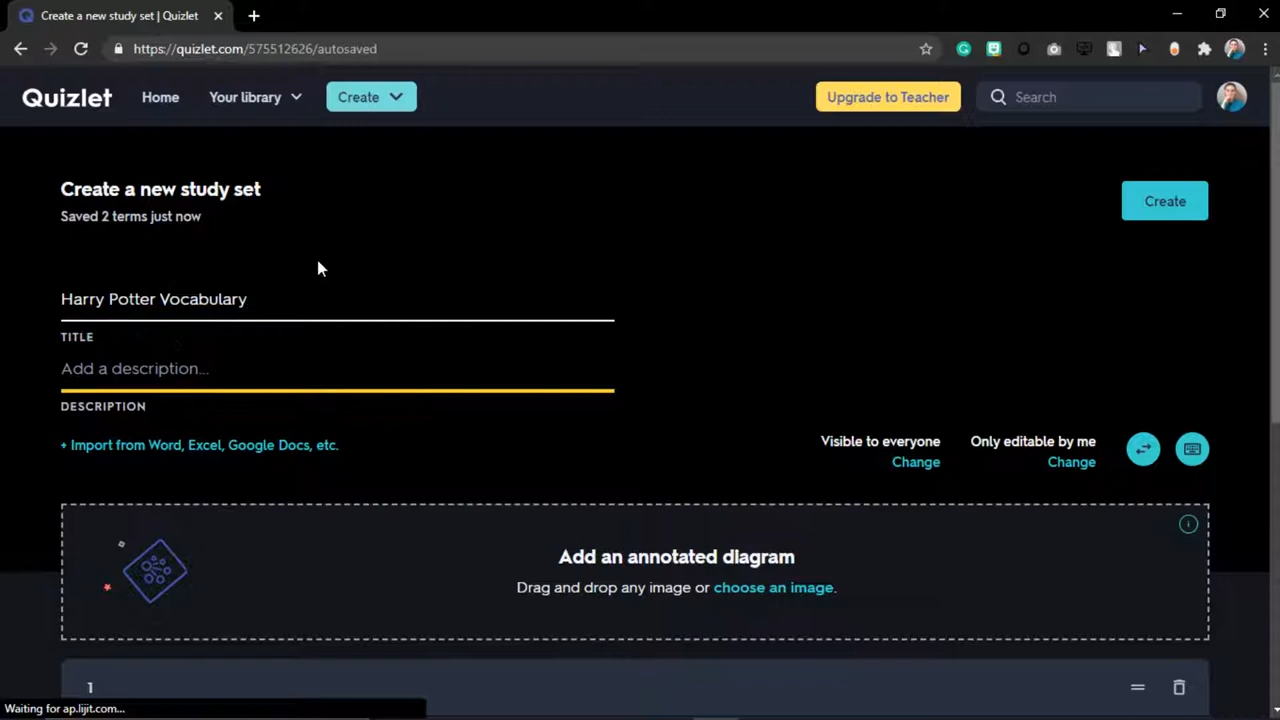 Create a new study set | Quizlet
https://quizlet.com/575512626/autosaved
Quizlet
Home
Your library
Create
Upgrade to Teacher
Search
Create a new study set
Saved 2 terms just now
Create
Harry Potter Vocabulary
TITLE
Add a description...
DESCRIPTION
+ Import from Word, Excel, Google Docs, etc.
Visible to everyone
Change
Only editable by me
Change
Add an annotated diagram
Drag and drop any image or choose an image.
1
Waiting for ap.lijit.com...